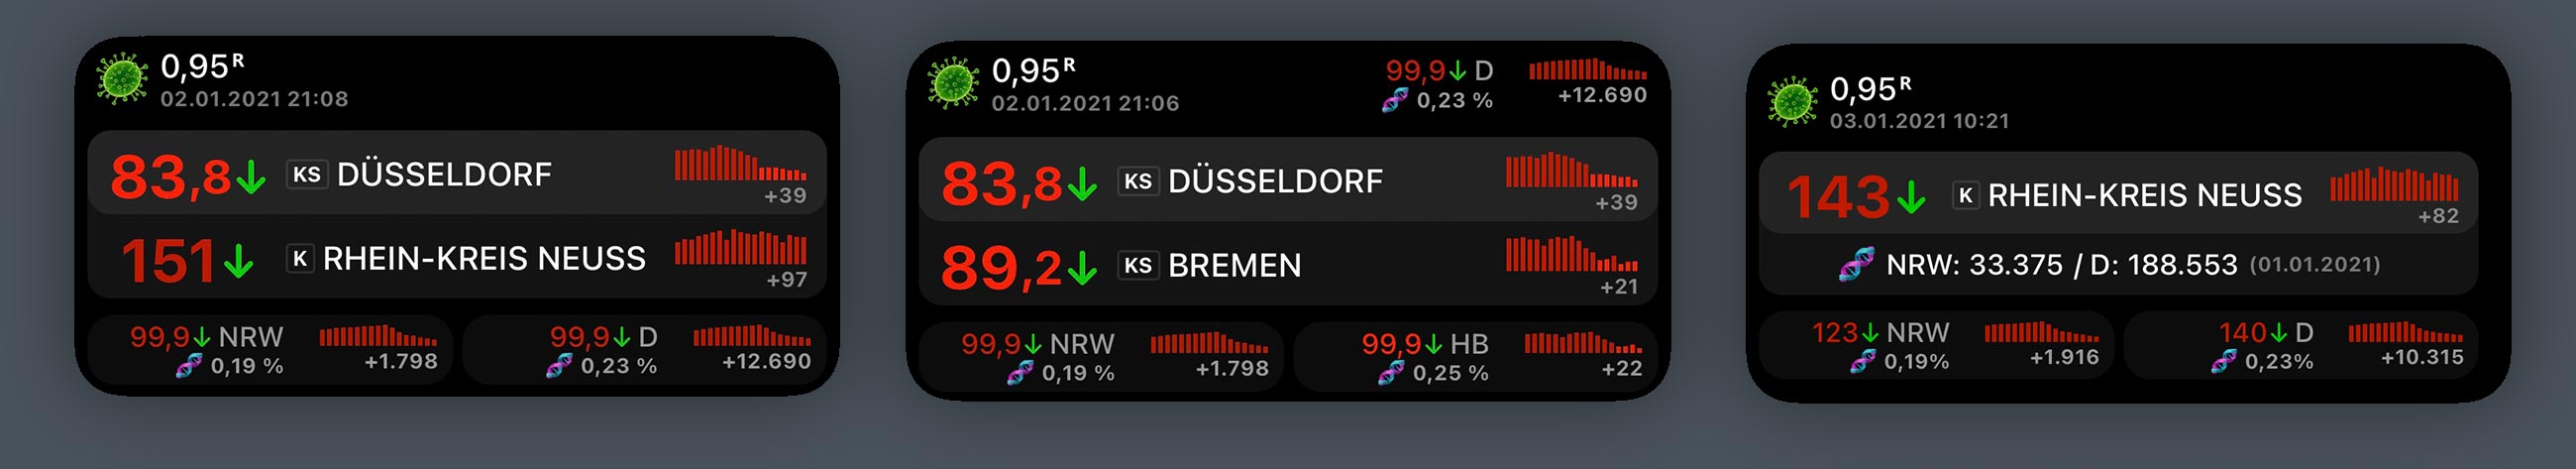 0,95ᴿ
02.01.2021 21:08
83,8↓ KS DÜSSELDORF
+39
151↓ K RHEIN-KREIS NEUSS
+97
99,9↓ NRW
0,19 %
+1.798
99,9↓ D
0,23 %
+12.690
0,95ᴿ
02.01.2021 21:06
99,9↓ D
0,23 %
+12.690
83,8↓ KS DÜSSELDORF
+39
89,2↓ KS BREMEN
+21
99,9↓ NRW
0,19 %
+1.798
99,9↓ HB
0,25 %
+22
0,95ᴿ
03.01.2021 10:21
143↓ K RHEIN-KREIS NEUSS
+82
NRW: 33.375 / D: 188.553 (01.01.2021)
123↓ NRW
0,19%
+1.916
140↓ D
0,23%
+10.315